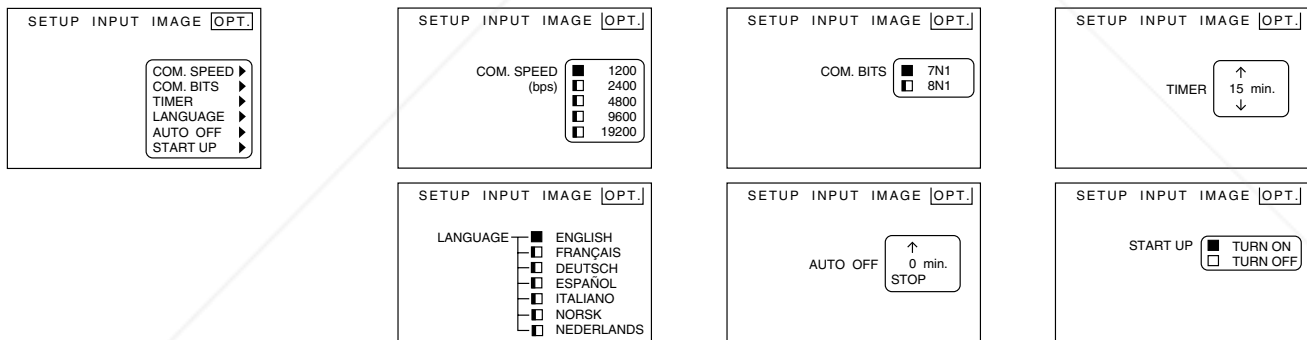 SETUP INPUT IMAGE OPT.
COM. SPEED
COM. BITS
TIMER
LANGUAGE
AUTO OFF
START UP
SETUP INPUT IMAGE OPT.
COM. SPEED
(bps)
1200
2400
4800
9600
19200
SETUP INPUT IMAGE OPT.
COM. BITS
7N1
8N1
SETUP INPUT IMAGE OPT.
TIMER
↑
15 min.
↓
SETUP INPUT IMAGE OPT.
LANGUAGE
ENGLISH
FRANÇAIS
DEUTSCH
ESPAÑOL
ITALIANO
NORSK
NEDERLANDS
SETUP INPUT IMAGE OPT.
AUTO OFF
↑
0 min.
STOP
SETUP INPUT IMAGE OPT.
START UP
TURN ON
TURN OFF